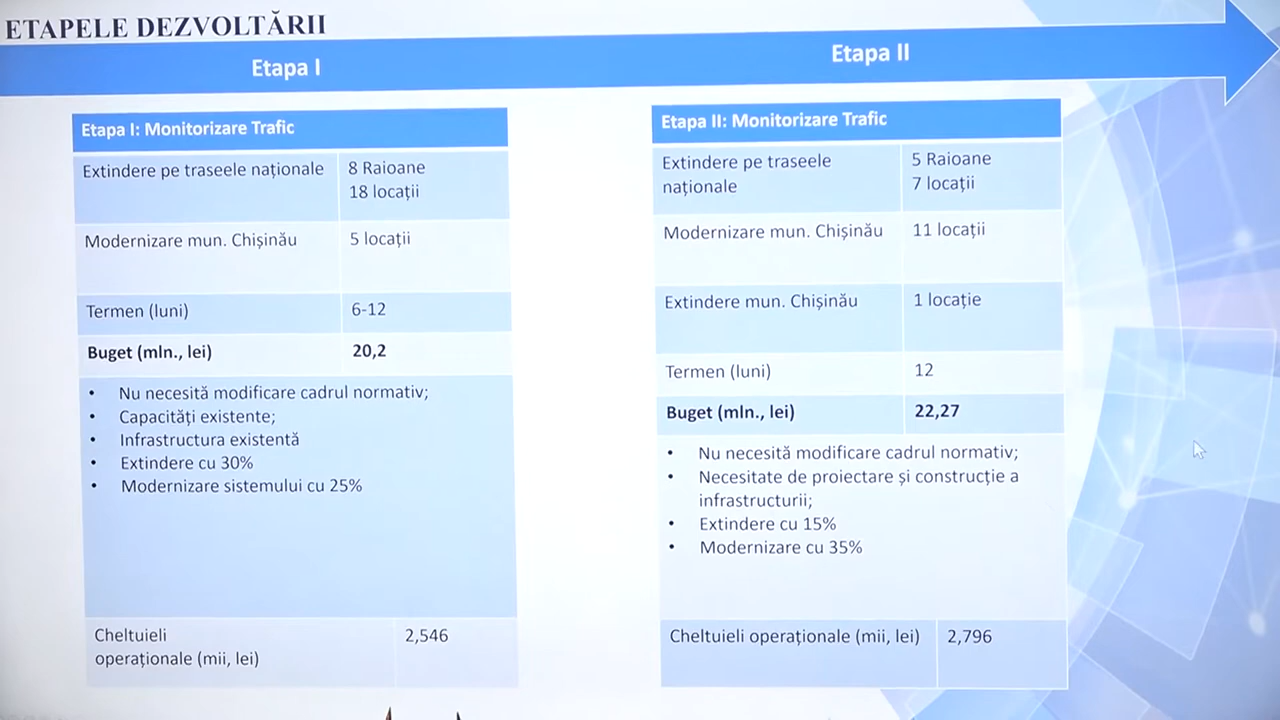 ETAPELE DEZVOLTĂRII
Etapa I
Etapa II
Etapa I: Monitorizare Trafic
Extindere pe traseele naționale
8 Raioane
18 locații
Modernizare mun. Chișinău
5 locații
Termen (luni)
6-12
Buget (mln., lei)
20,2
• Nu necesită modificare cadrul normativ;
• Capacități existente;
• Infrastructura existentă
• Extindere cu 30%
• Modernizare sistemului cu 25%
Cheltuieli
operaționale (mii, lei)
2,546
Etapa II: Monitorizare Trafic
Extindere pe traseele
naționale
5 Raioane
7 locații
Modernizare mun. Chișinău
11 locații
Extindere mun. Chișinău
1 locație
Termen (luni)
12
Buget (mln., lei)
22,27
• Nu necesită modificare cadrul normativ;
• Necesitate de proiectare și construcție a
infrastructurii;
• Extindere cu 15%
• Modernizare cu 35%
Cheltuieli operaționale (mii, lei)
2,796